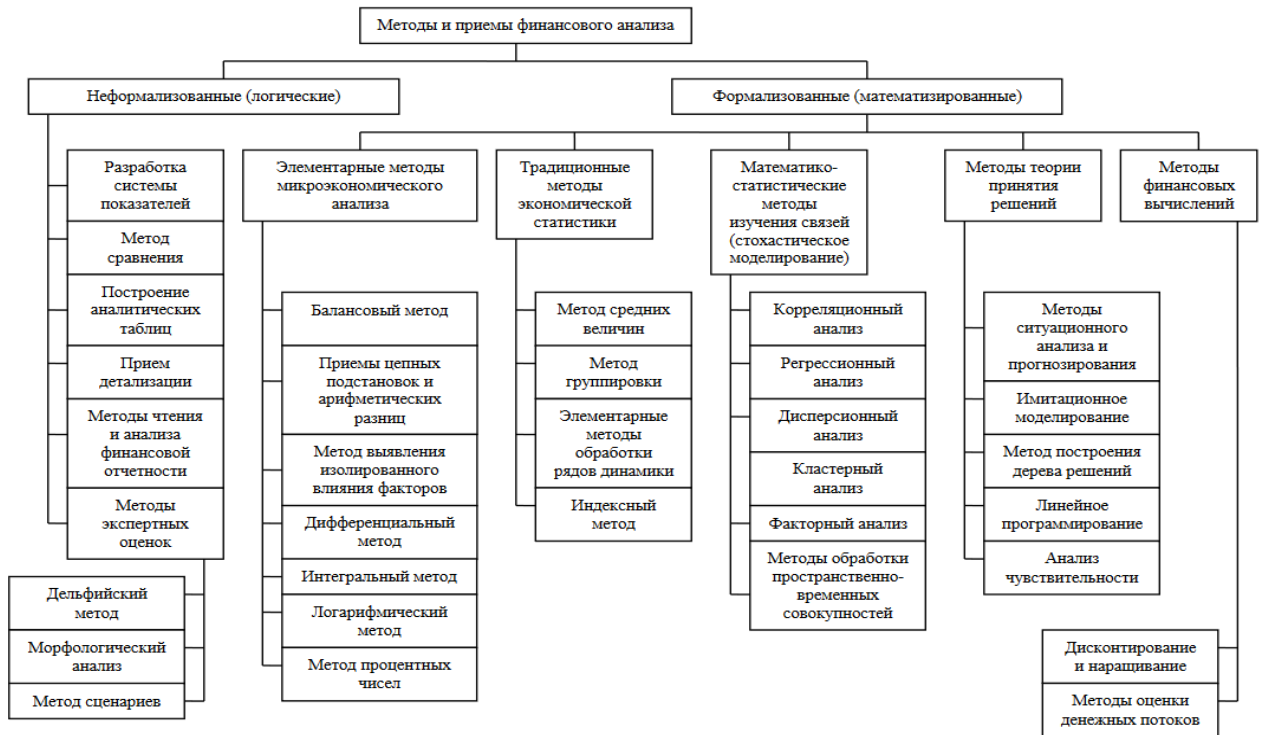 Методы и приемы финансового анализа
Неформализованные (логические)
Формализованные (математизированные)
Разработка
системы
показателей
Метод
сравнения
Построение
аналитических
таблиц
Прием
детализации
Методы чтения
и анализа
финансовой
отчетности
Методы
экспертных
оценок
Дельфийский
метод
Морфологический
анализ
Метод сценариев
Элементарные методы
микроэкономического
анализа
Балансовый метод
Приемы цепных
подстановок и
арифметических
разниц
Метод выявления
изолированного
влияния факторов
Дифференциальный
метод
Интегральный метод
Логарифмический
метод
Метод процентных
чисел
Традиционные
методы
экономической
статистики
Метод средних
величин
Метод
группировки
Элементарные
методы
обработки
рядов динамики
Индексный
метод
Математико-
статистические
методы
изучения связей
(стохастическое
моделирование)
Корреляционный
анализ
Регрессионный
анализ
Дисперсионный
анализ
Кластерный
анализ
Факторный анализ
Методы обработки
пространственно-
временных
совокупностей
Методы теории
принятия
решений
Методы
ситуационного
анализа и
прогнозирования
Имитационное
моделирование
Метод построения
дерева решений
Линейное
программирование
Анализ
чувствительности
Методы
финансовых
вычислений
Дисконтирование
и наращивание
Методы оценки
денежных потоков